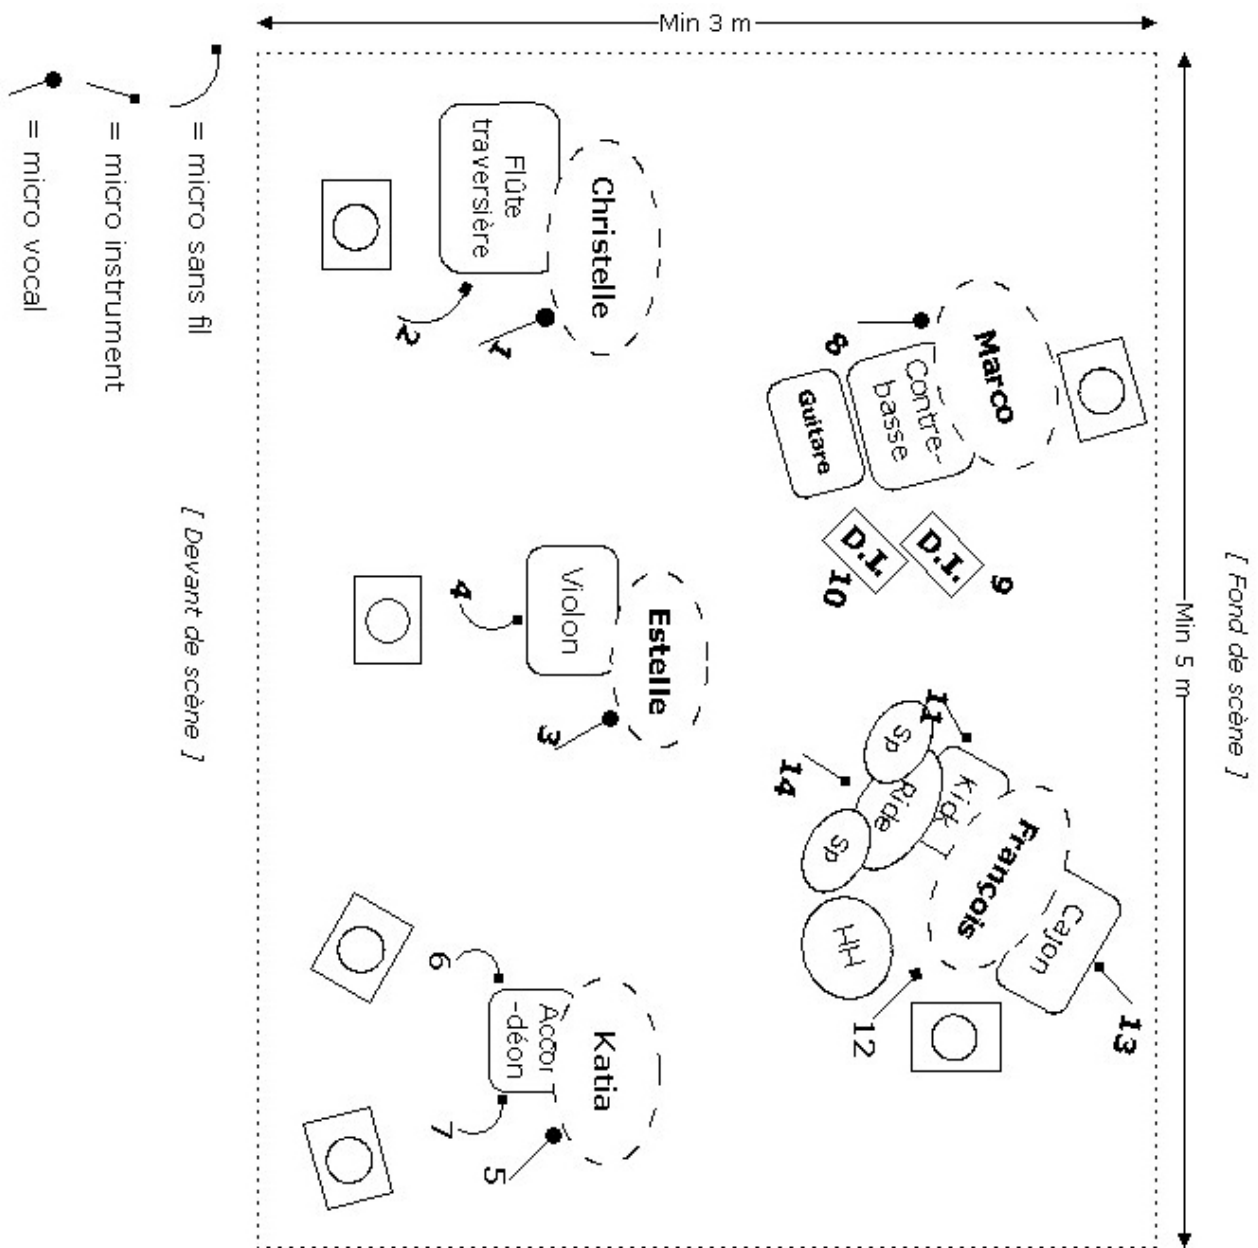 [ Fond de scène ]
Min 5 m
Min 3 m
Marco
Contre-
basse
Guitare
8
D.I.
9
D.I.
10
François
Cajon
13
Kick
11
Sp
Ride
Sp
14
HH
12
Christelle
Flûte
traversière
1
2
Estelle
Violon
3
4
Katia
Accor
-déon
5
6
7
[ Devant de scène ]
= micro sans fil
= micro instrument
= micro vocal